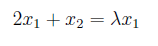 2x₁ + x₂ = λx₁